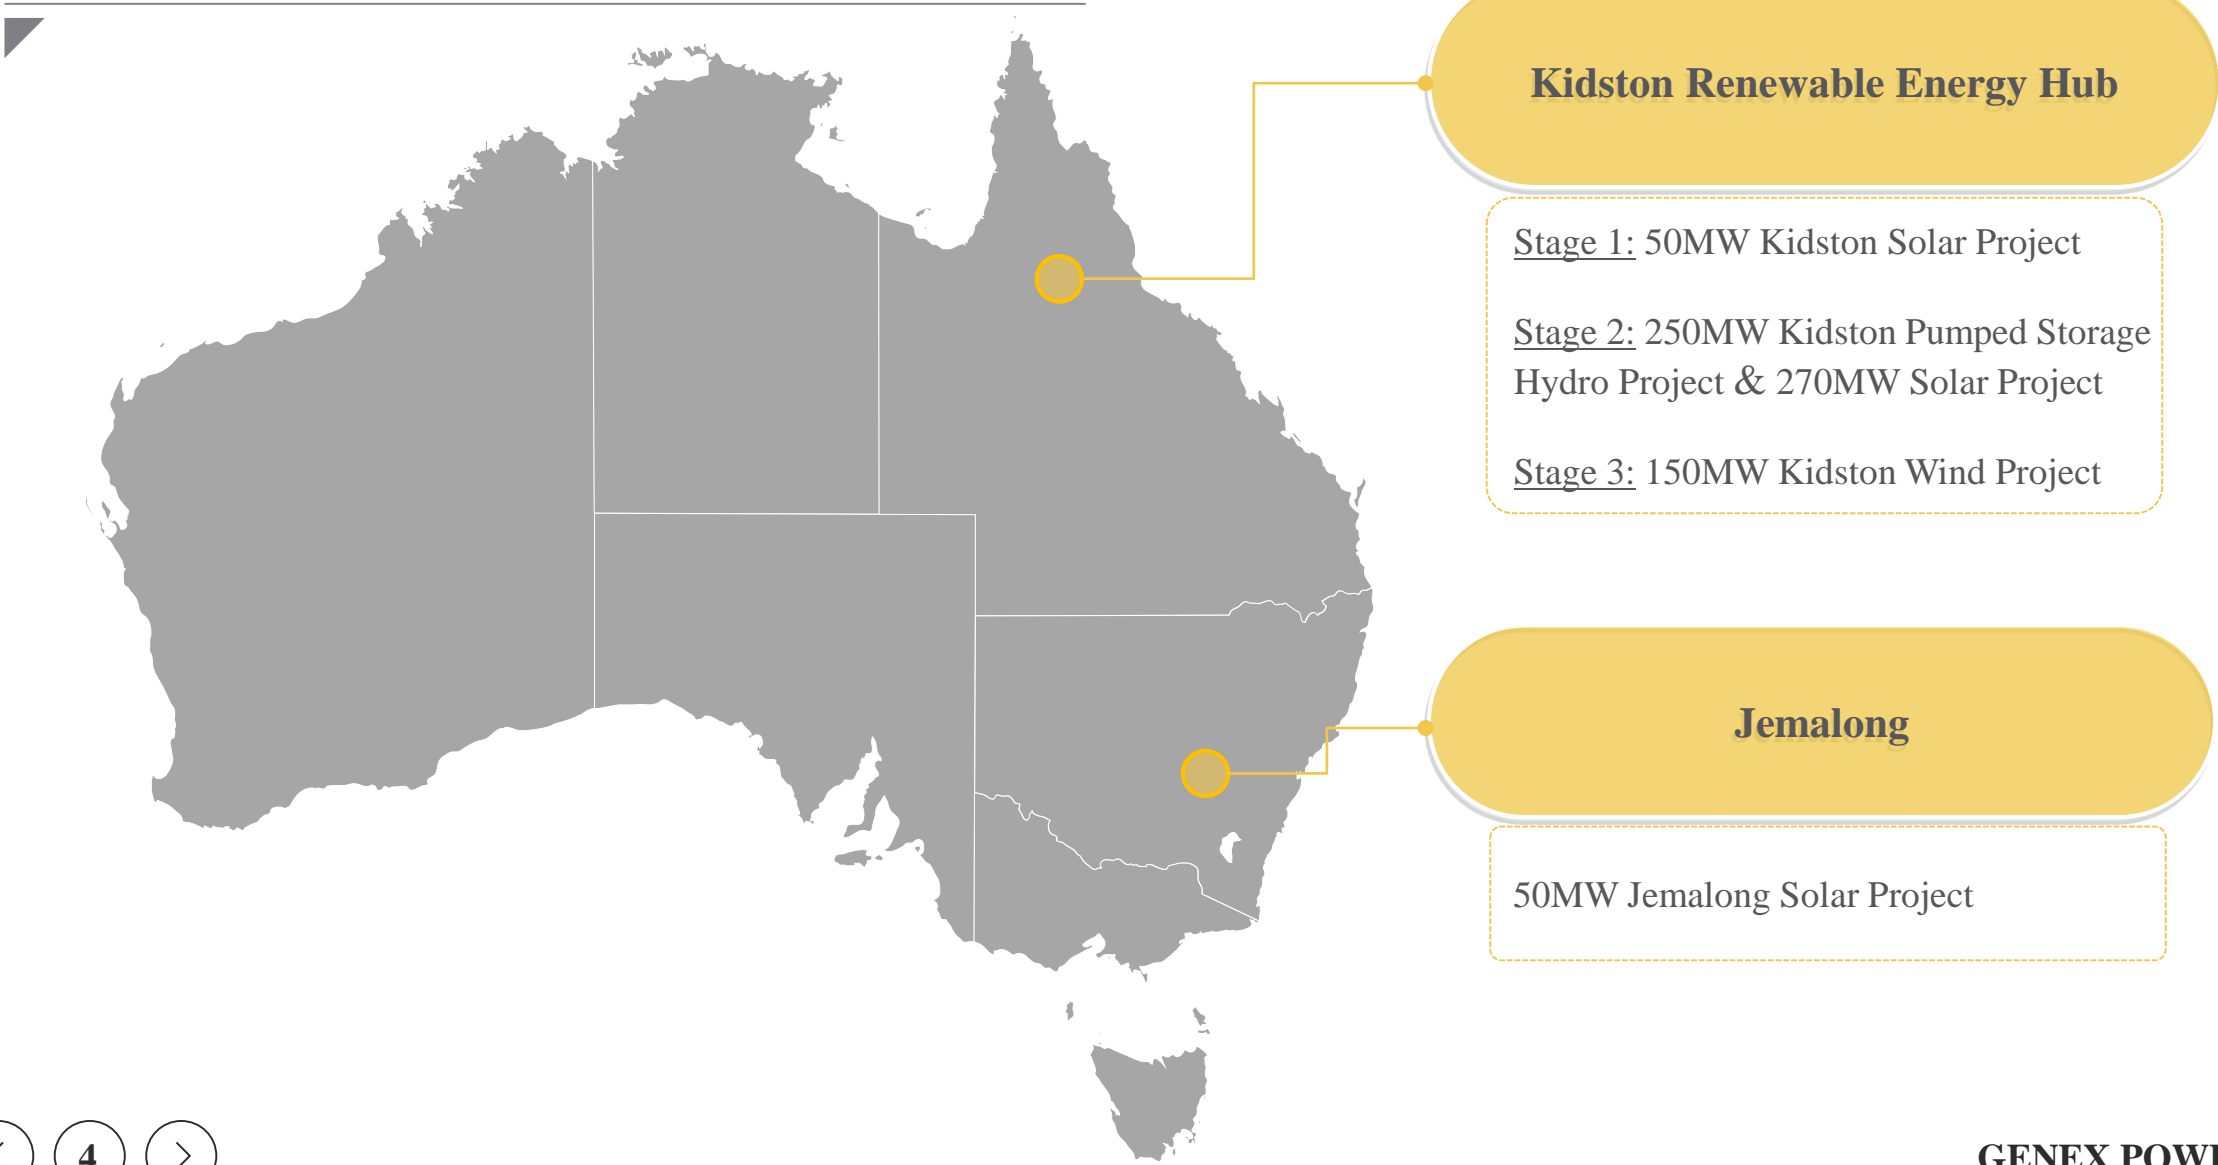 Kidston Renewable Energy Hub
Stage 1: 50MW Kidston Solar Project
Stage 2: 250MW Kidston Pumped Storage
Hydro Project & 270MW Solar Project
Stage 3: 150MW Kidston Wind Project
Jemalong
50MW Jemalong Solar Project
4
GENEX